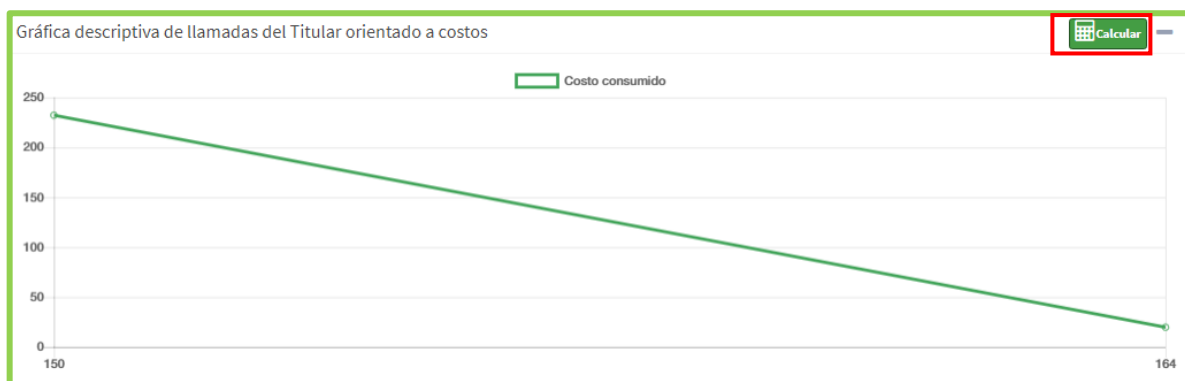 Gráfica descriptiva de llamadas del Titular orientado a costos
Calcular
Costo consumido
250
200
150
100
50
0
150
164